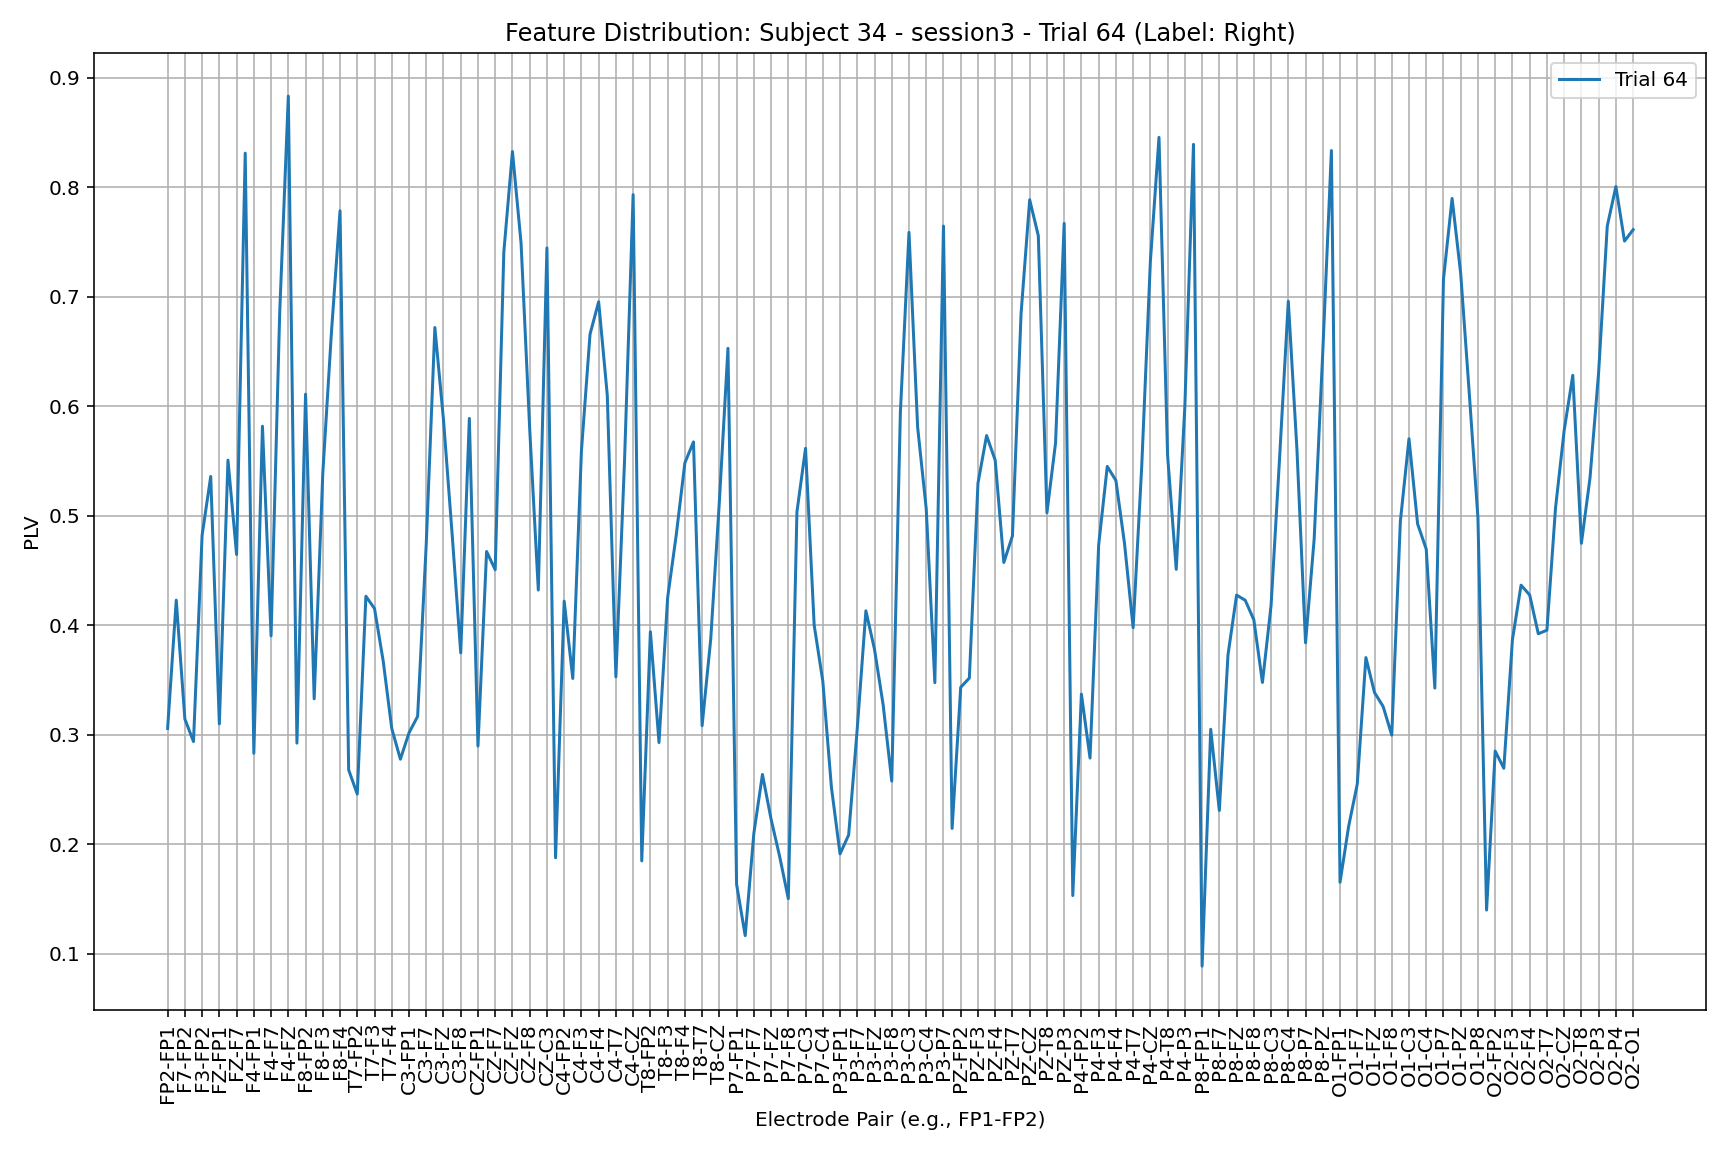 Feature Distribution: Subject 34 - session3 - Trial 64 (Label: Right)
Trial 64
0.9
0.8
0.7
0.6
0.5
0.4
0.3
0.2
0.1
PLV
FP2-FP1
F7-FP2
F3-FP2
FZ-FP1
FZ-F7
F4-FP1
F4-F7
F4-FZ
F8-FP2
F8-F3
F8-F4
T7-FP2
T7-F3
T7-F4
C3-FP1
C3-F7
C3-FZ
C3-F8
CZ-FP1
CZ-F7
CZ-FZ
CZ-F8
CZ-C3
C4-FP2
C4-F3
C4-F4
C4-T7
C4-CZ
T8-FP2
T8-F3
T8-F4
T8-T7
T8-CZ
P7-FP1
P7-F7
P7-FZ
P7-F8
P7-C3
P7-C4
P3-FP1
P3-F7
P3-FZ
P3-F8
P3-C3
P3-C4
P3-P7
PZ-FP2
PZ-F3
PZ-F4
PZ-T7
PZ-CZ
PZ-T8
PZ-P3
P4-FP2
P4-F3
P4-F4
P4-T7
P4-CZ
P4-T8
P4-P3
P8-FP1
P8-F7
P8-FZ
P8-F8
P8-C3
P8-C4
P8-P7
P8-PZ
O1-FP1
O1-F7
O1-FZ
O1-F8
O1-C3
O1-C4
O1-P7
O1-PZ
O1-P8
O2-FP2
O2-F3
O2-F4
O2-T7
O2-CZ
O2-T8
O2-P3
O2-P4
O2-O1
Electrode Pair (e.g., FP1-FP2)